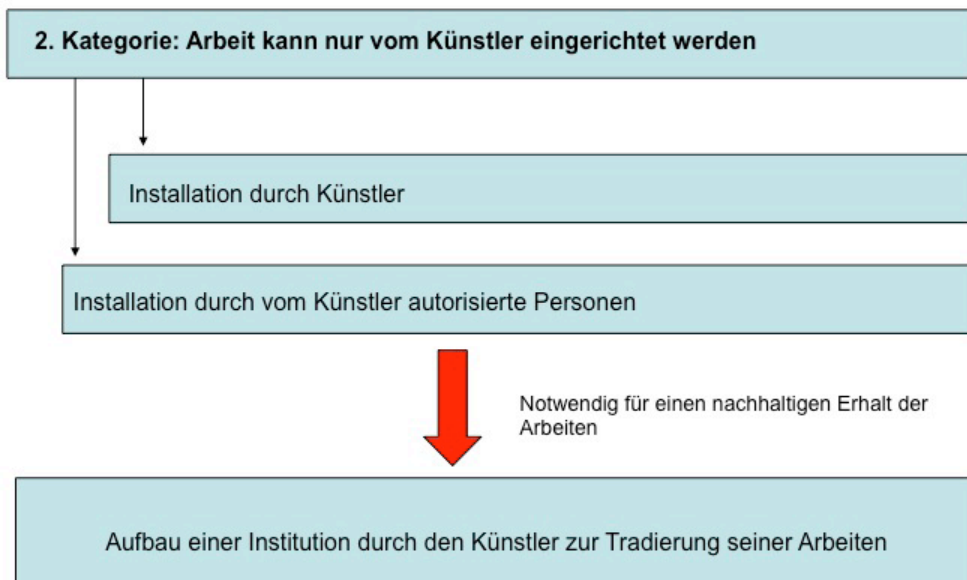 2. Kategorie: Arbeit kann nur vom Künstler eingerichtet werden
Installation durch Künstler
Installation durch vom Künstler autorisierte Personen
Notwendig für einen nachhaltigen Erhalt der
Arbeiten
Aufbau einer Institution durch den Künstler zur Tradierung seiner Arbeiten